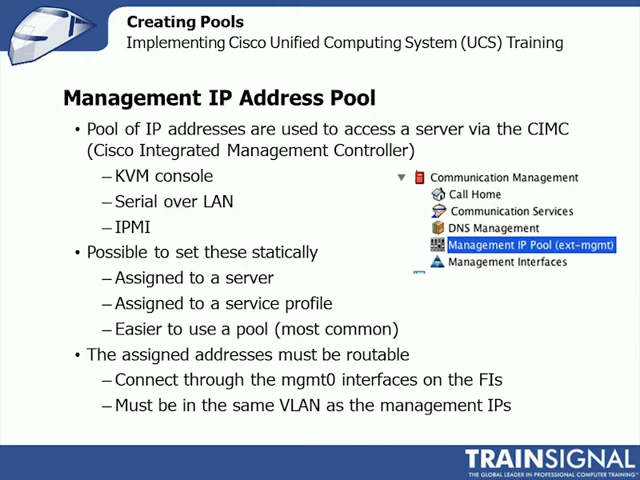 Creating Pools
Implementing Cisco Unified Computing System (UCS) Training
Management IP Address Pool
• Pool of IP addresses are used to access a server via the CIMC
(Cisco Integrated Management Controller)
– KVM console
– Serial over LAN
– IPMI
• Possible to set these statically
– Assigned to a server
– Assigned to a service profile
– Easier to use a pool (most common)
• The assigned addresses must be routable
– Connect through the mgmt0 interfaces on the FIs
– Must be in the same VLAN as the management IPs
Communication Management
Call Home
Communication Services
DNS Management
Management IP Pool (ext-mgmt)
Management Interfaces
TRAINSIGNAL
THE GLOBAL LEADER IN PROFESSIONAL COMPUTER TRAINING